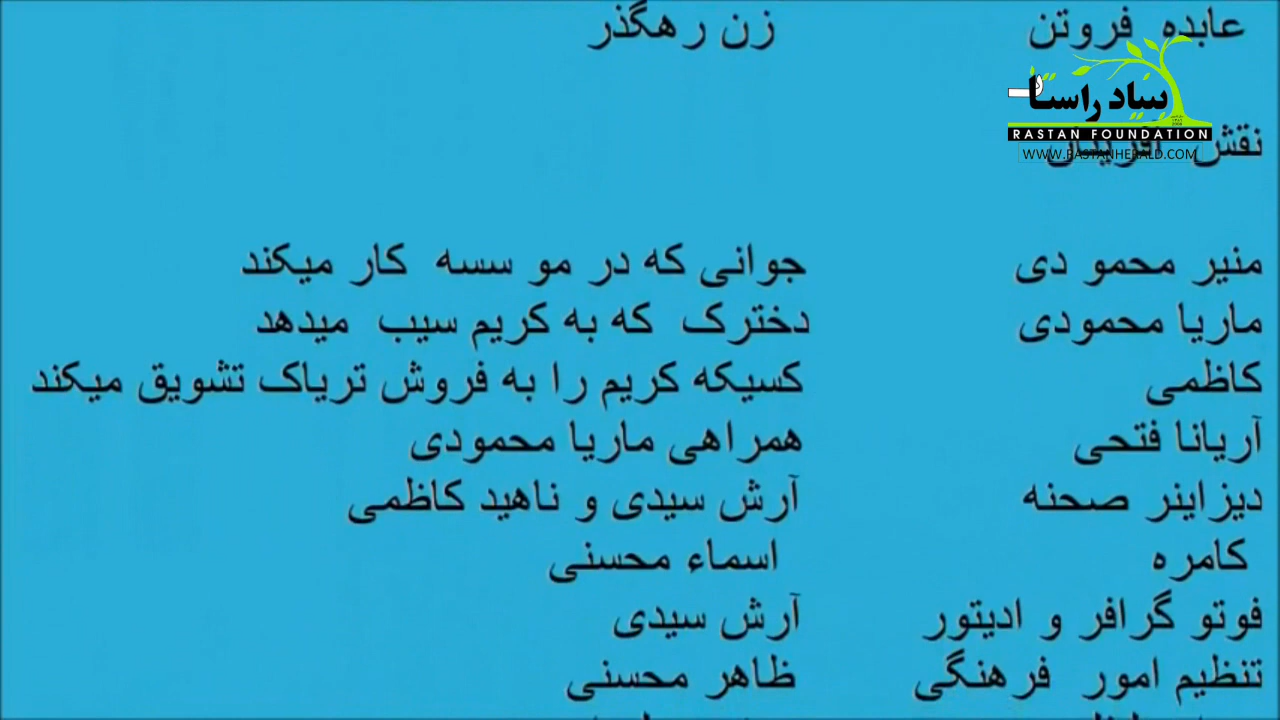 عابده فروتن زن رهگذر
بنیاد راستان
RASTAN FOUNDATION
WWW.RASTANHERALD.COM
نقش آفرینان
منیر محمو دی جوانی که در مو سسه کار میکند
ماریا محمودی دخترک که به کریم سیب میدهد
کاظمی کسیکه کریم را به فروش تریاک تشویق میکند
آریانا فتحی همراهی ماریا محمودی
دیزاینر صحنه آرش سیدی و ناهید کاظمی
کامره اسماء محسنی
فوتو گرافر و ادیتور آرش سیدی
تنظیم امور فرهنگی ظاهر محسنی